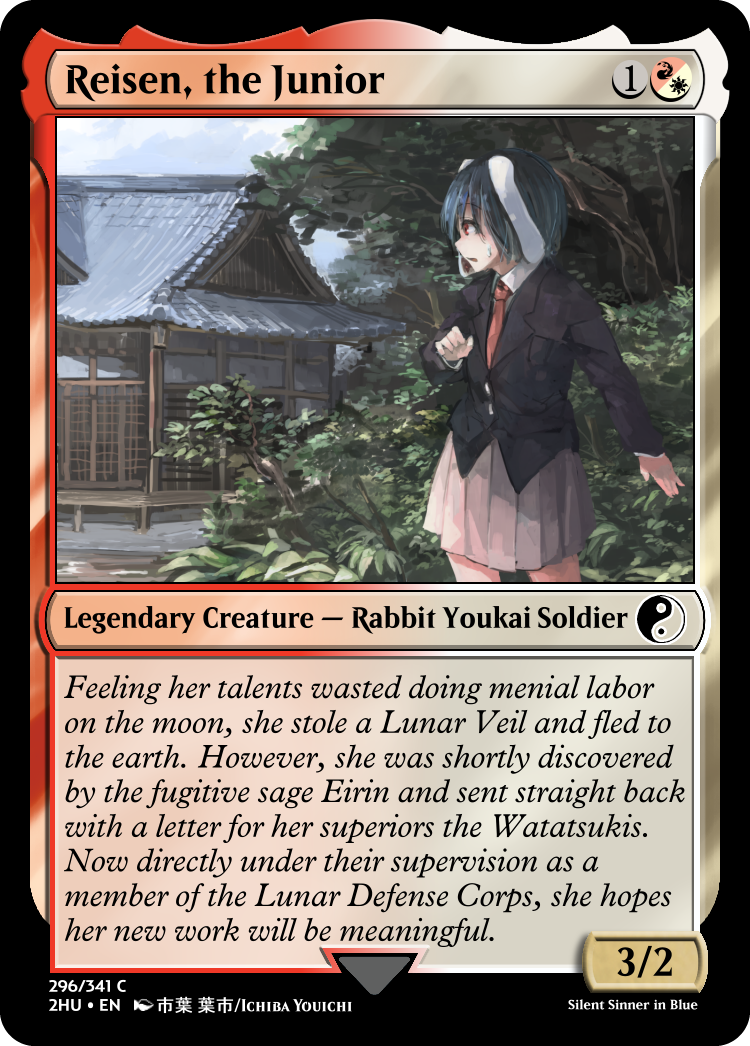 Reisen, the Junior
1
Legendary Creature — Rabbit Youkai Soldier
Feeling her talents wasted doing menial labor
on the moon, she stole a Lunar Veil and fled to
the earth. However, she was shortly discovered
by the fugitive sage Eirin and sent straight back
with a letter for her superiors the Watatsukis.
Now directly under their supervision as a
member of the Lunar Defense Corps, she hopes
her new work will be meaningful.
3/2
296/341 C
2HU • EN 市葉 葉市/Ichiba Youichi
Silent Sinner in Blue